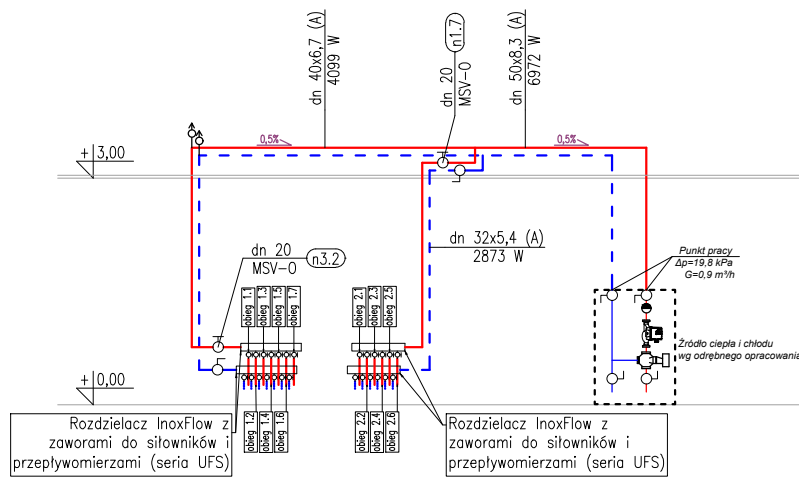 dn 40x6,7 (A)
4099 W
dn 20
MSV-O
n1.7
dn 50x8,3 (A)
6972 W
0,5%
0,5%
+ 3,00
dn 32x5,4 (A)
2873 W
dn 20
MSV-O
n3.2
Punkt pracy
Δp=19,8 kPa
G=0,9 m³/h
obieg 1.1
obieg 1.3
obieg 1.5
obieg 1.7
obieg 2.1
obieg 2.3
obieg 2.5
Źródło ciepła i chłodu
wg odrębnego opracowania
+ 0,00
obieg 1.2
obieg 1.4
obieg 1.6
obieg 2.2
obieg 2.4
obieg 2.6
Rozdzielacz InoxFlow z
zaworami do siłowników i
przepływomierzami (seria UFS)
Rozdzielacz InoxFlow z
zaworami do siłowników i
przepływomierzami (seria UFS)